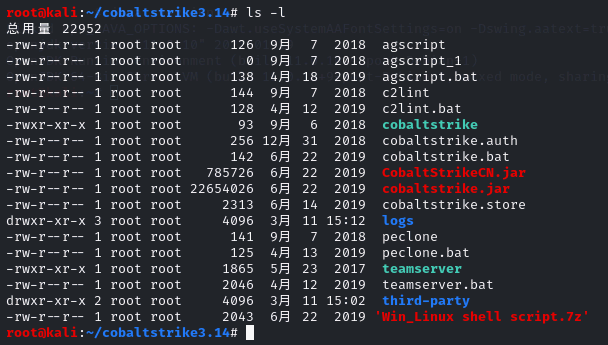 root@kali:~/cobaltstrike3.14# ls -l
总用量 22952
-rw-r--r-- 1 root root 126 9月 7 2018 agscript
-rw-r--r-- 1 root root 0 9月 7 2018 agscript_1
-rw-r--r-- 1 root root 138 4月 18 2019 agscript.bat
-rw-r--r-- 1 root root 144 9月 7 2018 c2lint
-rw-r--r-- 1 root root 128 4月 12 2019 c2lint.bat
-rwxr-xr-x 1 root root 93 9月 6 2018 cobaltstrike
-rw-r--r-- 1 root root 256 12月 31 2018 cobaltstrike.auth
-rw-r--r-- 1 root root 142 6月 22 2019 cobaltstrike.bat
-rw-r--r-- 1 root root 785726 6月 22 2019 CobaltStrikeCN.jar
-rw-r--r-- 1 root root 22654026 6月 22 2019 cobaltstrike.jar
-rw-r--r-- 1 root root 2313 6月 14 2019 cobaltstrike.store
drwxr-xr-x 3 root root 4096 3月 11 15:12 logs
-rw-r--r-- 1 root root 141 9月 7 2018 peclone
-rw-r--r-- 1 root root 125 4月 13 2019 peclone.bat
-rwxr-xr-x 1 root root 1865 5月 23 2017 teamserver
-rw-r--r-- 1 root root 2046 4月 12 2019 teamserver.bat
drwxr-xr-x 2 root root 4096 3月 11 15:02 third-party
-rw-r--r-- 1 root root 2043 6月 22 2019 'Win_Linux shell script.7z'
root@kali:~/cobaltstrike3.14#